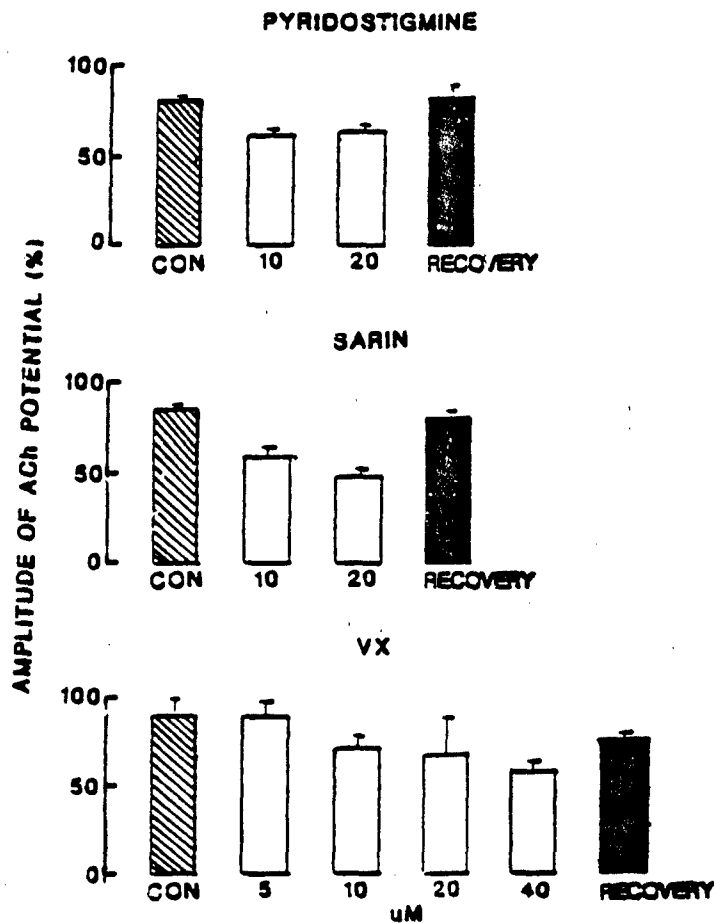 PYRIDOSTIGMINE
AMPLITUDE OF ACh POTENTIAL (%)
100
50
0
CON 10 20 RECOVERY
SARIN
100
50
0
CON 10 20 RECOVERY
VX
100
50
0
CON 5 10 20 40 RECOVERY
uM